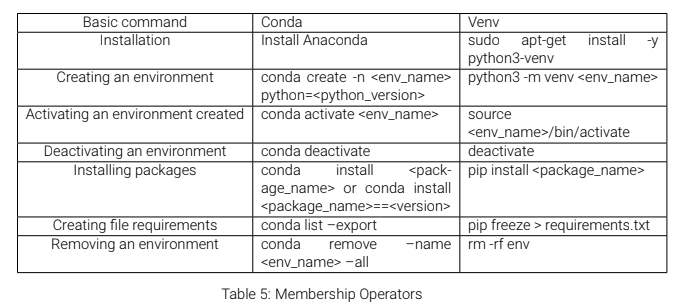 Basic command Conda Venv
Installation Install Anaconda sudo apt-get install -y
python3-venv
Creating an environment conda create -n <env_name> python3 -m venv <env_name>
python=<python_version>
Activating an environment created conda activate <env_name> source
<env_name>/bin/activate
Deactivating an environment conda deactivate deactivate
Installing packages conda install <pack- pip install <package_name>
age_name> or conda install
<package_name>==<version>
Creating file requirements conda list –export pip freeze > requirements.txt
Removing an environment conda remove –name rm -rf env
<env_name> –all
Table 5: Membership Operators